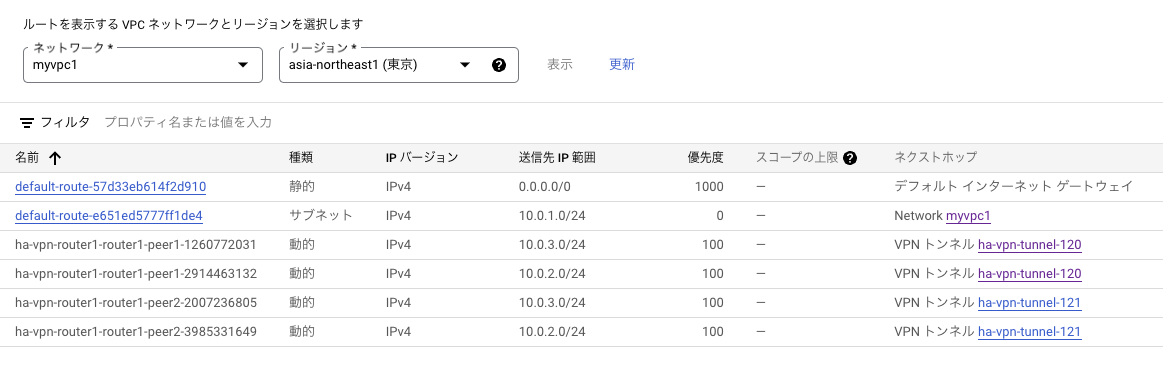 ルートを表示する VPC ネットワークとリージョンを選択します
ネットワーク * リージョン *
myvpc1 asia-northeast1 (東京) 表示 更新
フィルタ プロパティ名または値を入力
名前 種類 IP バージョン 送信先 IP 範囲 優先度 スコープの上限 ネクストホップ
default-route-57d33eb614f2d910 静的 IPv4 0.0.0.0/0 1000 — デフォルト インターネット ゲートウェイ
default-route-e651ed5777ff1de4 サブネット IPv4 10.0.1.0/24 0 — Network myvpc1
ha-vpn-router1-router1-peer1-1260772031 動的 IPv4 10.0.3.0/24 100 — VPN トンネル ha-vpn-tunnel-120
ha-vpn-router1-router1-peer1-2914463132 動的 IPv4 10.0.2.0/24 100 — VPN トンネル ha-vpn-tunnel-120
ha-vpn-router1-router1-peer2-2007236805 動的 IPv4 10.0.3.0/24 100 — VPN トンネル ha-vpn-tunnel-121
ha-vpn-router1-router1-peer2-3985331649 動的 IPv4 10.0.2.0/24 100 — VPN トンネル ha-vpn-tunnel-121